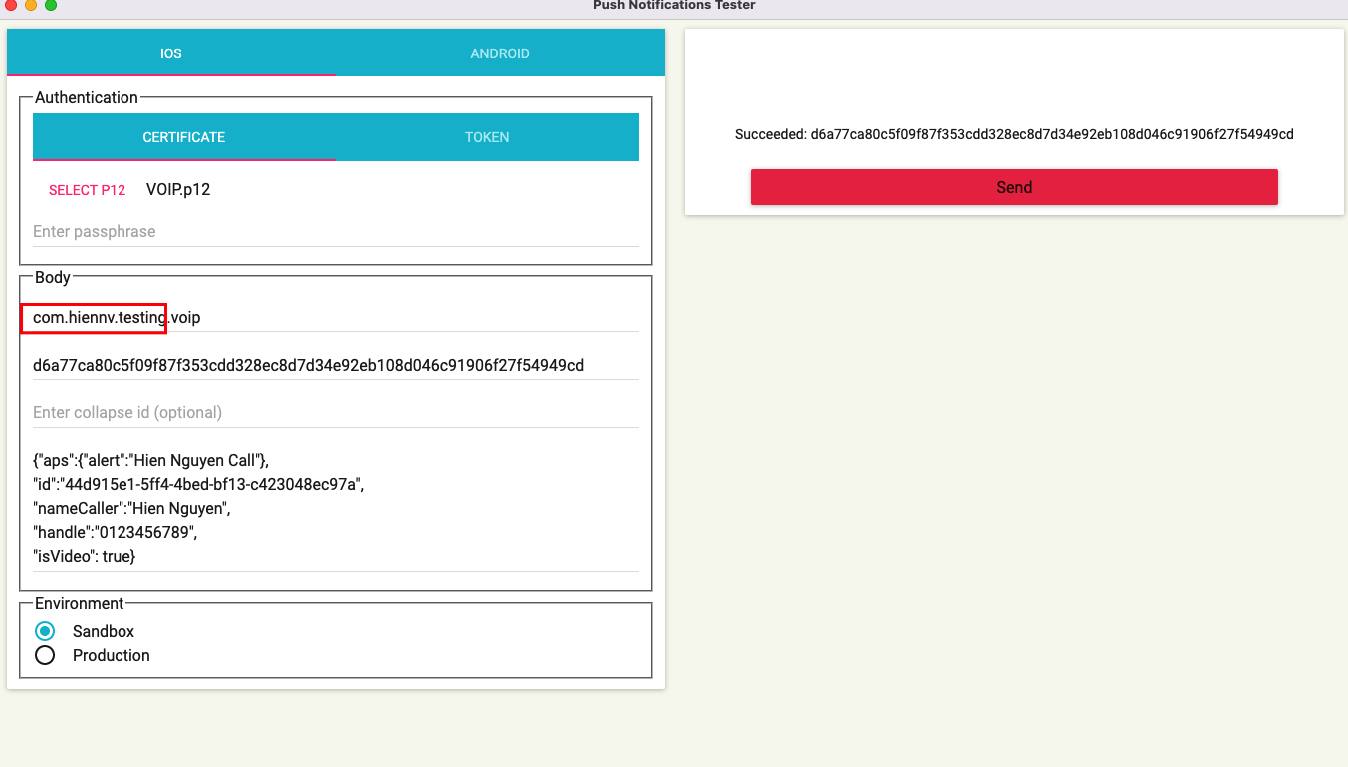 Push Notifications Tester
IOS
ANDROID
Authentication
CERTIFICATE
TOKEN
SELECT P12
VOIP.p12
Enter passphrase
Body
com.hiennv.testing.voip
d6a77ca80c5f09f87f353cdd328ec8d7d34e92eb108d046c91906f27f54949cd
Enter collapse id (optional)
{"aps":{"alert":"Hien Nguyen Call"},
"id":"44d915e1-5ff4-4bed-bf13-c423048ec97a",
"nameCaller":"Hien Nguyen",
"handle":"0123456789",
"isVideo": true}
Environment
Sandbox
Production
Succeeded: d6a77ca80c5f09f87f353cdd328ec8d7d34e92eb108d046c91906f27f54949cd
Send